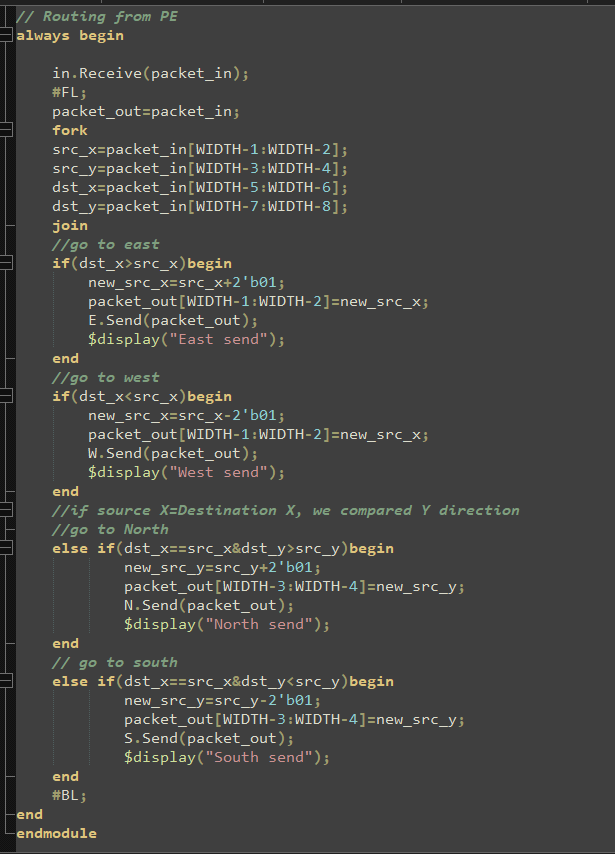 // Routing from PE
always begin
in.Receive(packet_in);
#FL;
packet_out=packet_in;
fork
src_x=packet_in[WIDTH-1:WIDTH-2];
src_y=packet_in[WIDTH-3:WIDTH-4];
dst_x=packet_in[WIDTH-5:WIDTH-6];
dst_y=packet_in[WIDTH-7:WIDTH-8];
join
//go to east
if(dst_x>src_x)begin
new_src_x=src_x+2'b01;
packet_out[WIDTH-1:WIDTH-2]=new_src_x;
E.Send(packet_out);
$display("East send");
end
//go to west
if(dst_x<src_x)begin
new_src_x=src_x-2'b01;
packet_out[WIDTH-1:WIDTH-2]=new_src_x;
W.Send(packet_out);
$display("West send");
end
//if source X=Destination X, we compared Y direction
//go to North
else if(dst_x==src_x&dst_y>src_y)begin
new_src_y=src_y+2'b01;
packet_out[WIDTH-3:WIDTH-4]=new_src_y;
N.Send(packet_out);
$display("North send");
end
// go to south
else if(dst_x==src_x&dst_y<src_y)begin
new_src_y=src_y-2'b01;
packet_out[WIDTH-3:WIDTH-4]=new_src_y;
S.Send(packet_out);
$display("South send");
end
#BL;
end
endmodule